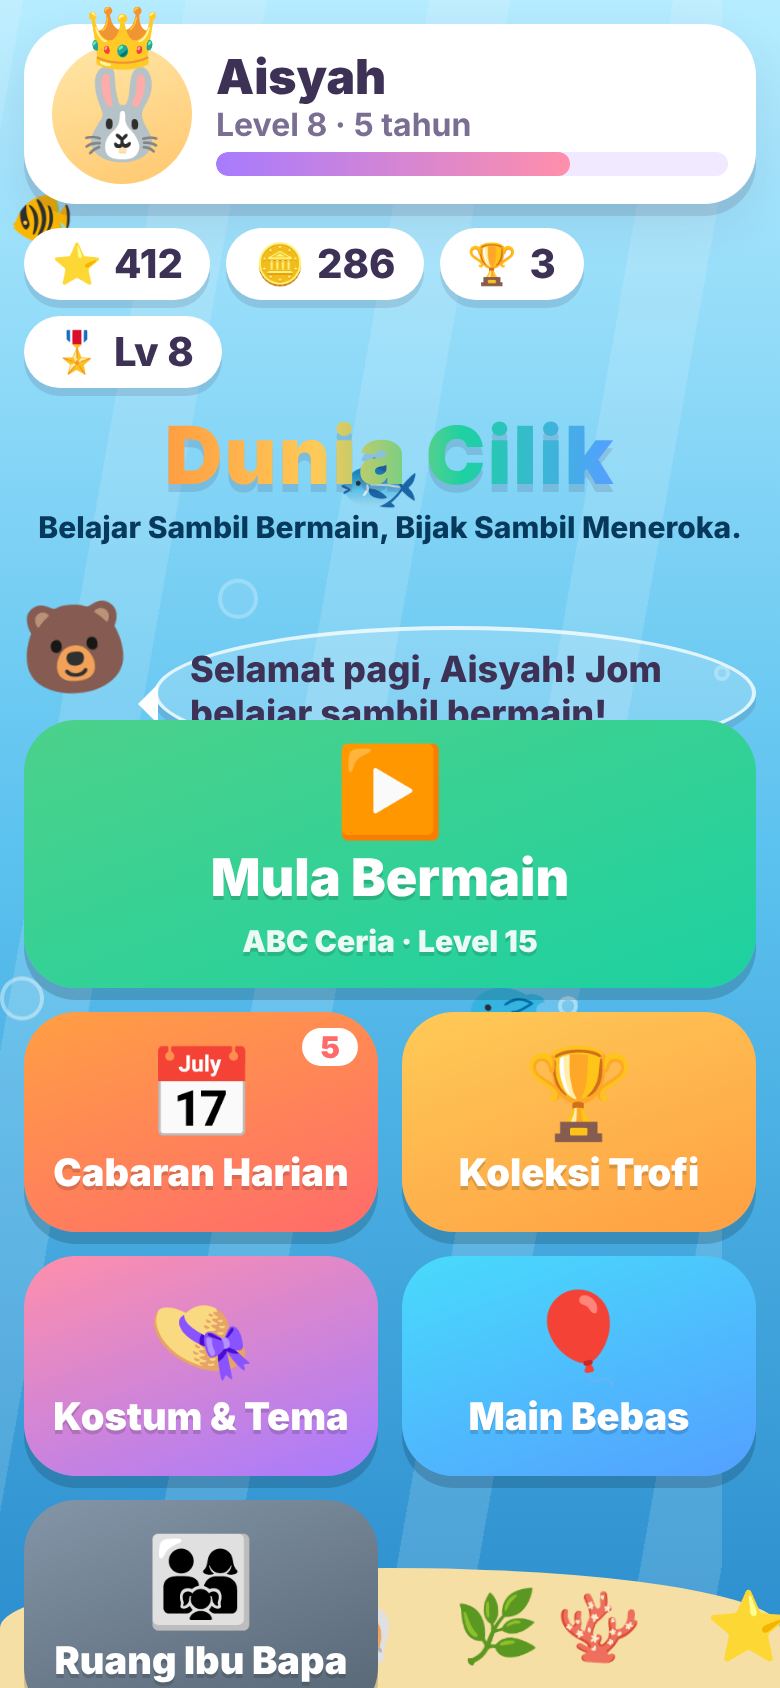 Aisyah
Level 8 · 5 tahun
412
286
3
Lv 8
Dunia Cilik
Belajar Sambil Bermain, Bijak Sambil Meneroka.
Selamat pagi, Aisyah! Jom
belajar sambil bermain!
Mula Bermain
ABC Ceria · Level 15
5
July
17
Cabaran Harian
Koleksi Trofi
Kostum & Tema
Main Bebas
Ruang Ibu Bapa